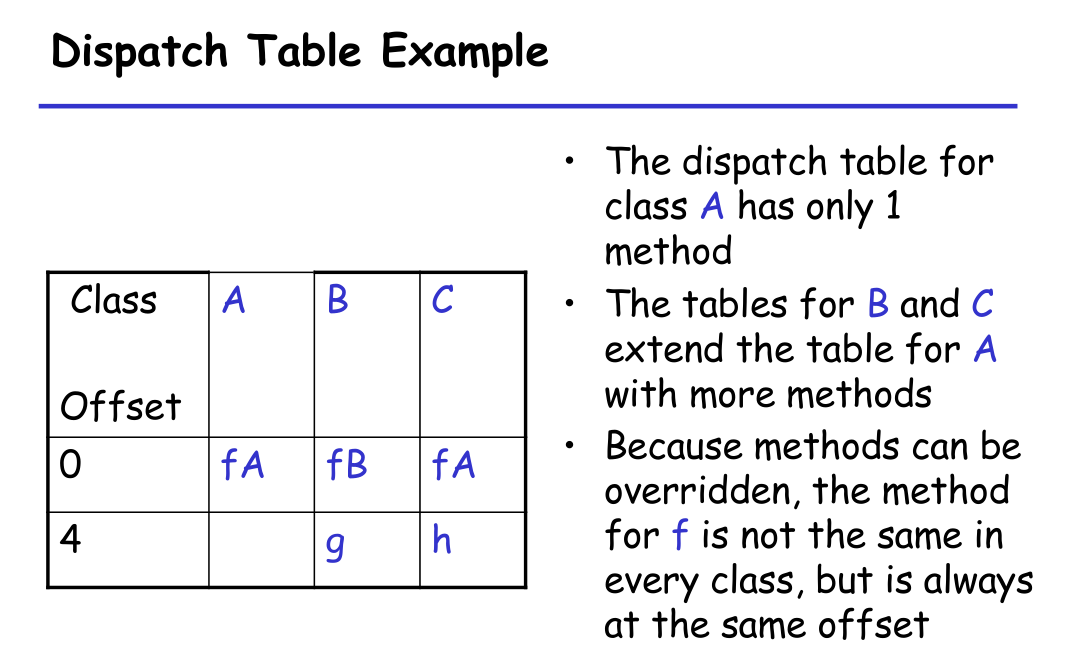 Dispatch Table Example
Class A B C
Offset
0 fA fB fA
4 g h
• The dispatch table for
class A has only 1
method
• The tables for B and C
extend the table for A
with more methods
• Because methods can be
overridden, the method
for f is not the same in
every class, but is always
at the same offset